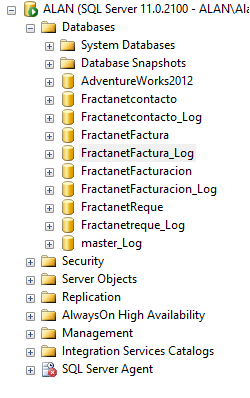 ALAN (SQL Server 11.0.2100 - ALAN\Ala
Databases
System Databases
Database Snapshots
AdventureWorks2012
Fractanetcontacto
Fractanetcontacto_Log
FractanetFactura
FractanetFactura_Log
FractanetFacturacion
FractanetFacturacion_Log
FractanetReque
Fractanetreque_Log
master_Log
Security
Server Objects
Replication
AlwaysOn High Availability
Management
Integration Services Catalogs
SQL Server Agent